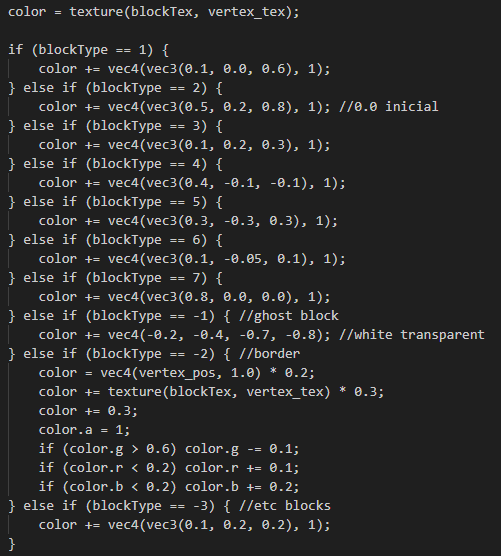 color = texture(blockTex, vertex_tex);
if (blockType == 1) {
color += vec4(vec3(0.1, 0.0, 0.6), 1);
} else if (blockType == 2) {
color += vec4(vec3(0.5, 0.2, 0.8), 1); //0.0 inicial
} else if (blockType == 3) {
color += vec4(vec3(0.1, 0.2, 0.3), 1);
} else if (blockType == 4) {
color += vec4(vec3(0.4, -0.1, -0.1), 1);
} else if (blockType == 5) {
color += vec4(vec3(0.3, -0.3, 0.3), 1);
} else if (blockType == 6) {
color += vec4(vec3(0.1, -0.05, 0.1), 1);
} else if (blockType == 7) {
color += vec4(vec3(0.8, 0.0, 0.0), 1);
} else if (blockType == -1) { //ghost block
color += vec4(-0.2, -0.4, -0.7, -0.8); //white transparent
} else if (blockType == -2) { //border
color = vec4(vertex_pos, 1.0) * 0.2;
color += texture(blockTex, vertex_tex) * 0.3;
color += 0.3;
color.a = 1;
if (color.g > 0.6) color.g -= 0.1;
if (color.r < 0.2) color.r += 0.1;
if (color.b < 0.2) color.b += 0.2;
} else if (blockType == -3) { //etc blocks
color += vec4(vec3(0.1, 0.2, 0.2), 1);
}